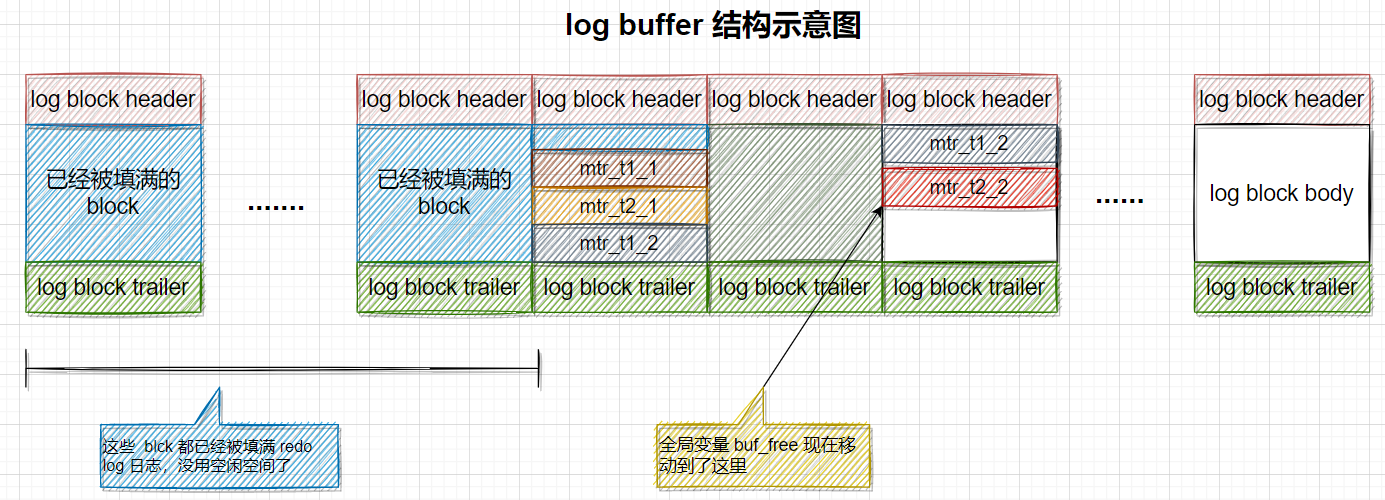 log buffer 结构示意图
log block header
log block header
log block header
log block header
log block header
log block header
已经被填满的
block
.......
已经被填满的
block
mtr_t1_1
mtr_t2_1
mtr_t1_2
mtr_t1_2
mtr_t2_2
......
log block body
log block trailer
log block trailer
log block trailer
log block trailer
log block trailer
log block trailer
这些 blck 都已经被填满 redo
log 日志，没用空闲空间了
全局变量 buf_free 现在移
动到了这里